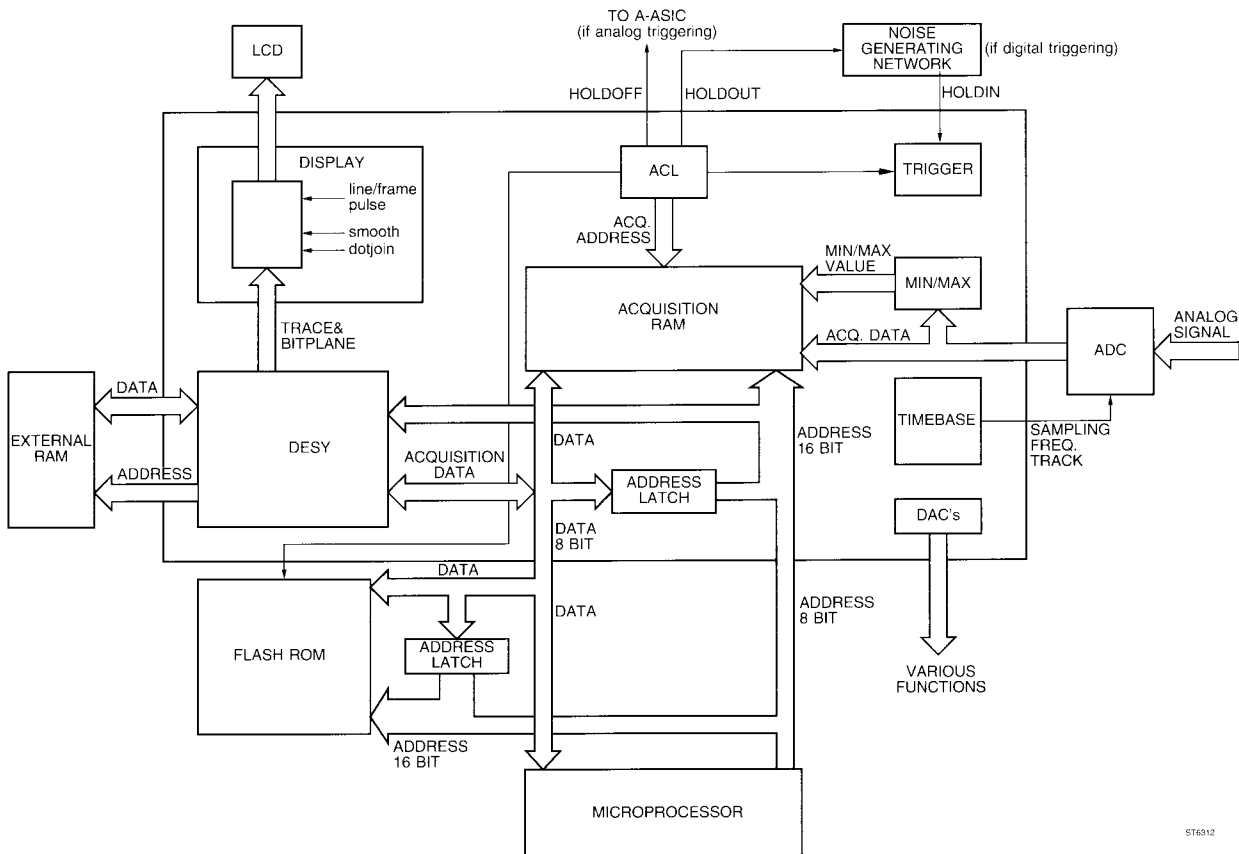 TO A-ASIC
(if analog triggering)
LCD
NOISE
GENERATING
NETWORK
(if digital triggering)
HOLDOFF
HOLDOUT
HOLDIN
DISPLAY
line/frame
pulse
smooth
dotjoin
ACL
TRIGGER
ACQ.
ADDRESS
MIN/MAX
VALUE
MIN/MAX
ACQUISITION
RAM
ACQ. DATA
ADC
ANALOG
SIGNAL
TRACE&
BITPLANE
DATA
EXTERNAL
RAM
ADDRESS
DESY
ACQUISITION
DATA
DATA
ADDRESS
16 BIT
TIMEBASE
SAMPLING
FREQ.
TRACK
ADDRESS
LATCH
DAC's
DATA
8 BIT
DATA
DATA
ADDRESS
8 BIT
FLASH ROM
ADDRESS
LATCH
VARIOUS
FUNCTIONS
ADDRESS
16 BIT
MICROPROCESSOR
ST6312